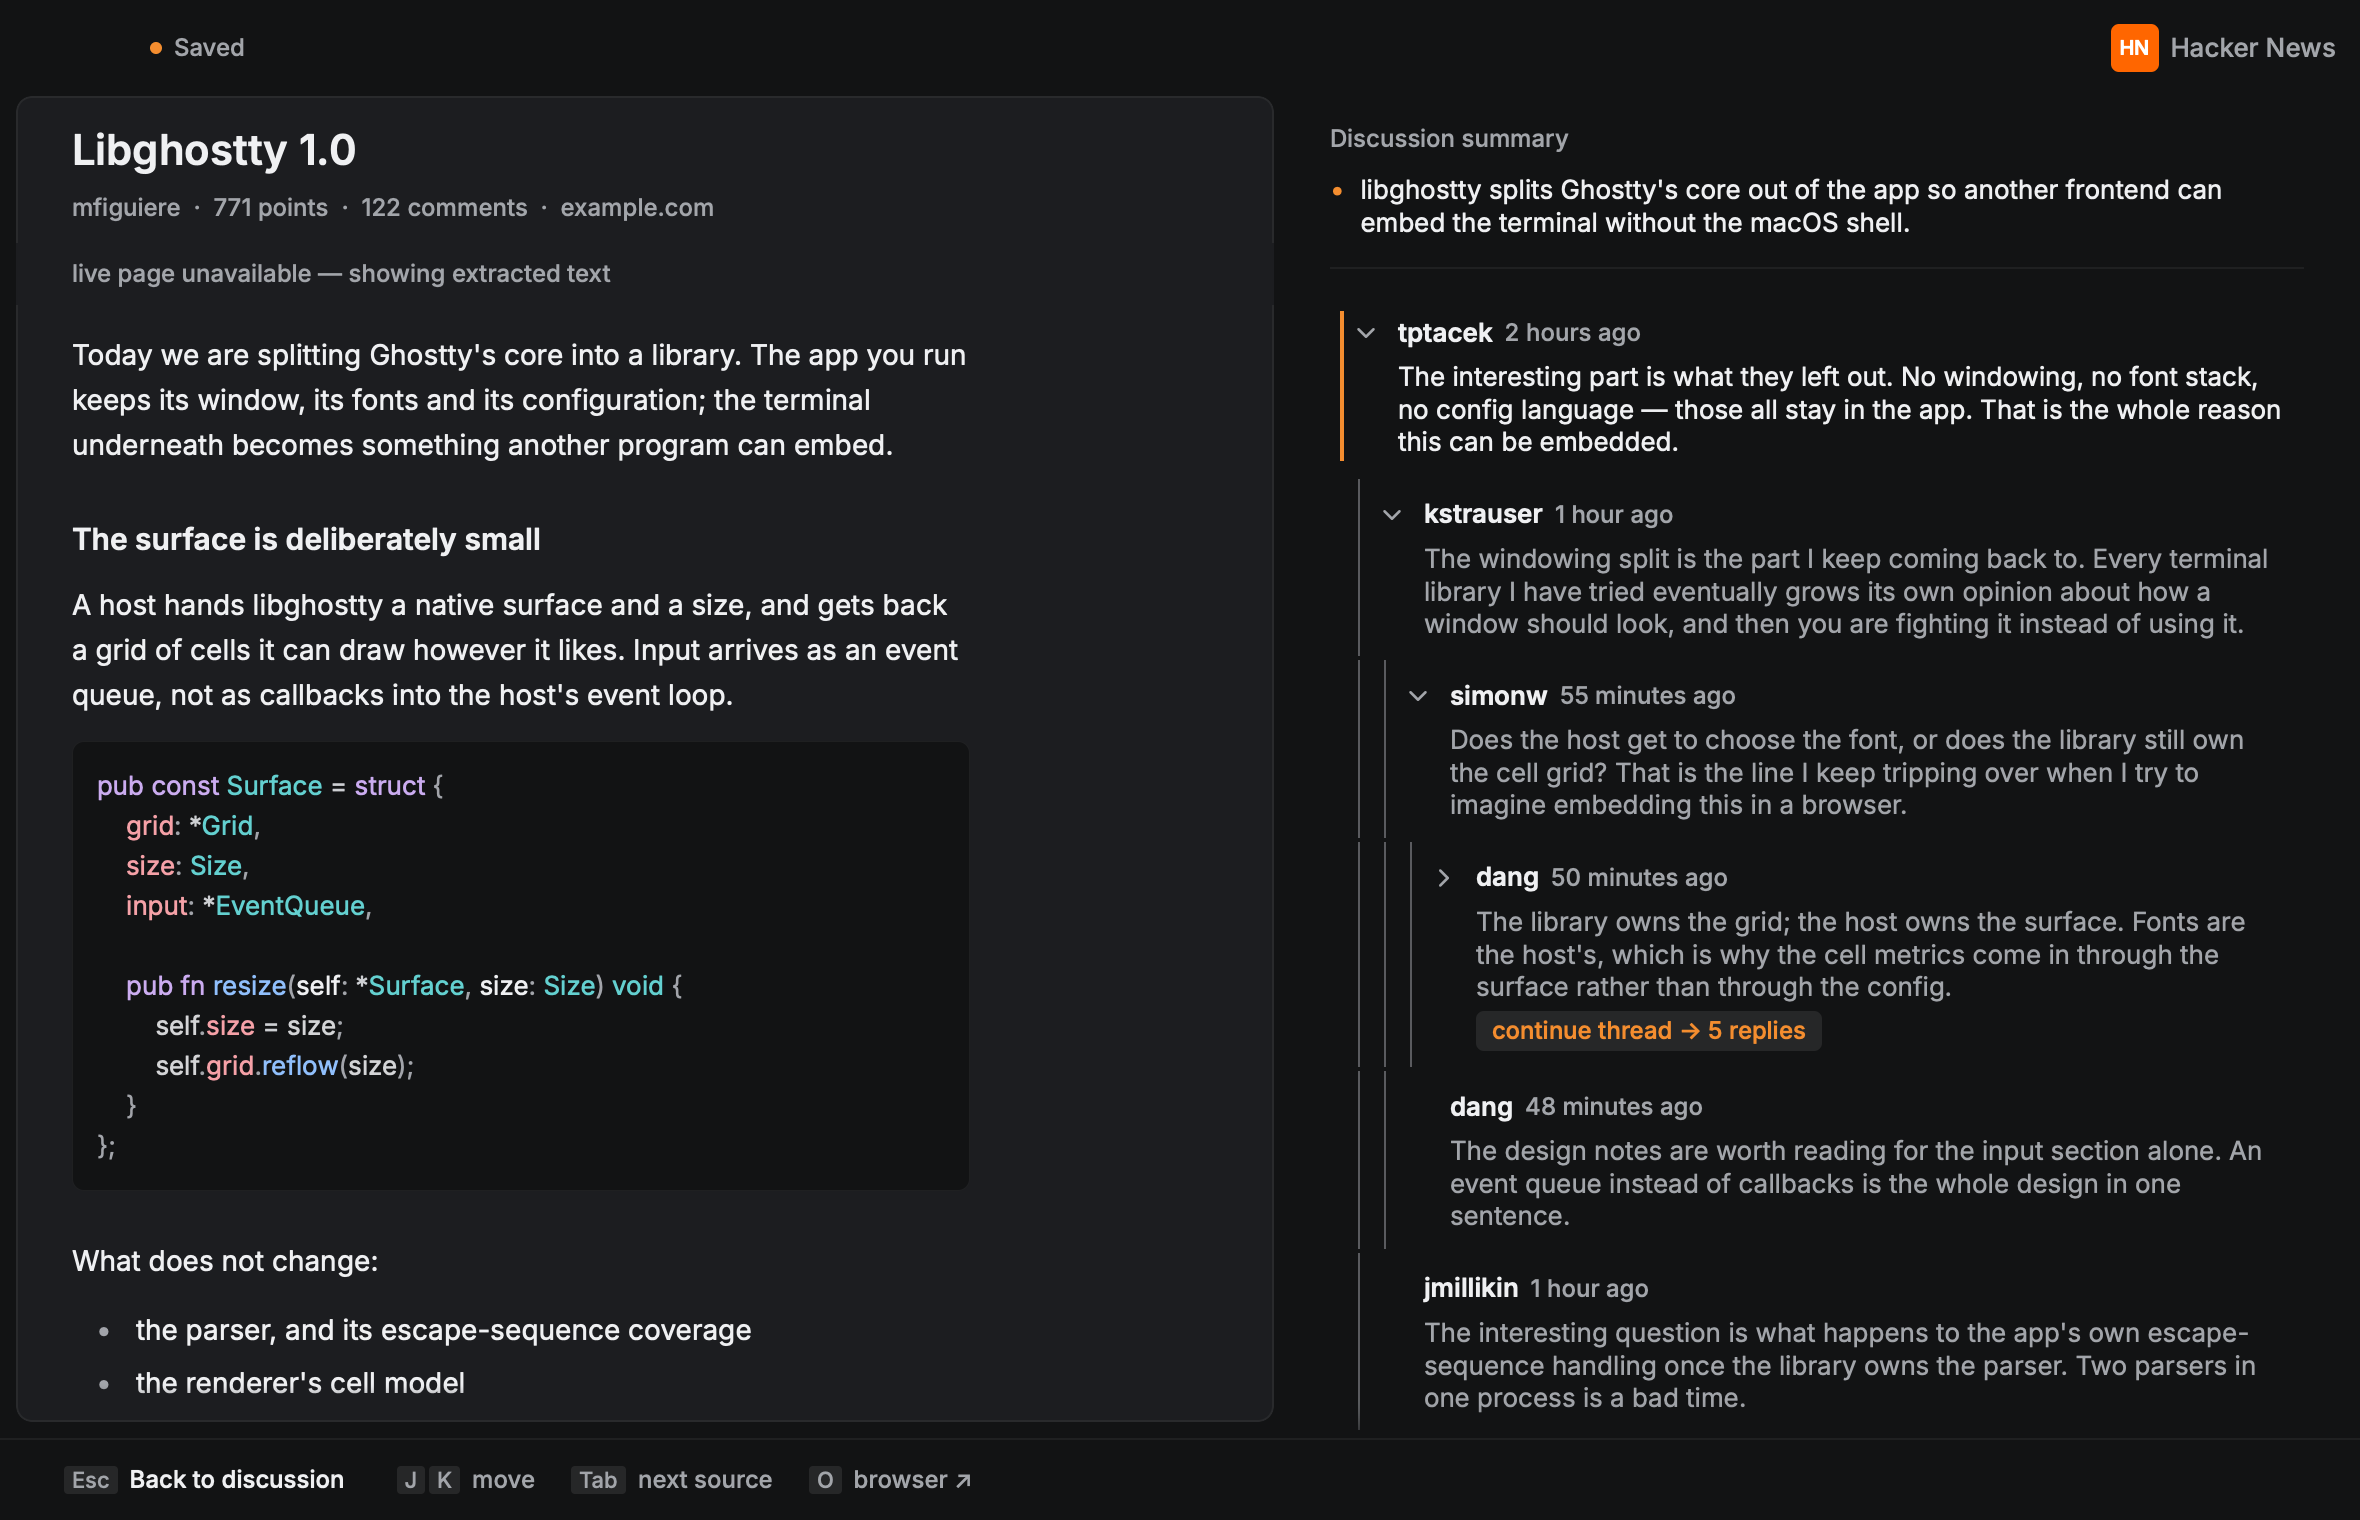 Saved
HN Hacker News
Libghostty 1.0
mfiguiere · 771 points · 122 comments · example.com
live page unavailable — showing extracted text
Today we are splitting Ghostty's core into a library. The app you run
keeps its window, its fonts and its configuration; the terminal
underneath becomes something another program can embed.
The surface is deliberately small
A host hands libghostty a native surface and a size, and gets back
a grid of cells it can draw however it likes. Input arrives as an event
queue, not as callbacks into the host's event loop.
pub const Surface = struct {
    grid: *Grid,
    size: Size,
    input: *EventQueue,
    pub fn resize(self: *Surface, size: Size) void {
        self.size = size;
        self.grid.reflow(size);
    }
};
What does not change:
• the parser, and its escape-sequence coverage
• the renderer's cell model
Discussion summary
• libghostty splits Ghostty's core out of the app so another frontend can
embed the terminal without the macOS shell.
tptacek 2 hours ago
The interesting part is what they left out. No windowing, no font stack,
no config language — those all stay in the app. That is the whole reason
this can be embedded.
kstrauser 1 hour ago
The windowing split is the part I keep coming back to. Every terminal
library I have tried eventually grows its own opinion about how a
window should look, and then you are fighting it instead of using it.
simonw 55 minutes ago
Does the host get to choose the font, or does the library still own
the cell grid? That is the line I keep tripping over when I try to
imagine embedding this in a browser.
dang 50 minutes ago
The library owns the grid; the host owns the surface. Fonts are
the host's, which is why the cell metrics come in through the
surface rather than through the config.
continue thread → 5 replies
dang 48 minutes ago
The design notes are worth reading for the input section alone. An
event queue instead of callbacks is the whole design in one
sentence.
jmillikin 1 hour ago
The interesting question is what happens to the app's own escape-
sequence handling once the library owns the parser. Two parsers in
one process is a bad time.
Esc Back to discussion J K move Tab next source O browser ↗